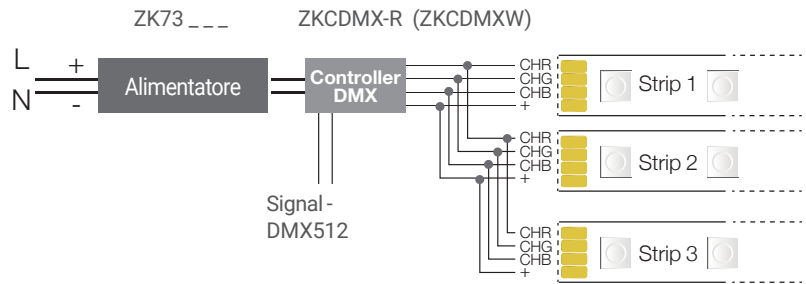 ZK73 _ _ _ ZKCDMX-R (ZKCDMXW)
L +
N -
Alimentatore
Controller
DMX
CHR
CHG
CHB
+
Strip 1
CHR
CHG
CHB
+
Strip 2
Signal -
DMX512
CHR
CHG
CHB
+
Strip 3